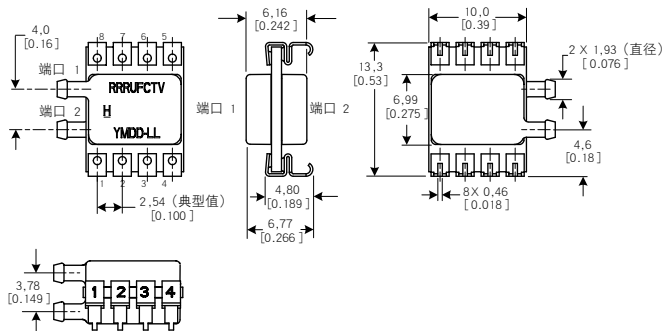 4,0
[0.16]
8 7 6 5
端口 1
端口 2
RRRUFCTV
H
YMDD-LL
1 2 3 4
2,54（典型值）
[0.100 ]
6,16
[0.242]
端口 1
端口 2
4,80
[0.189]
6,77
[0.266]
10,0
[0.39]
13,3
[0.53]
6,99
[0.275]
2 X 1,93（直径）
[ 0.076]
4,6
[0.18]
8X 0,46
[0.018]
3,78
[0.149]
1 2 3 4